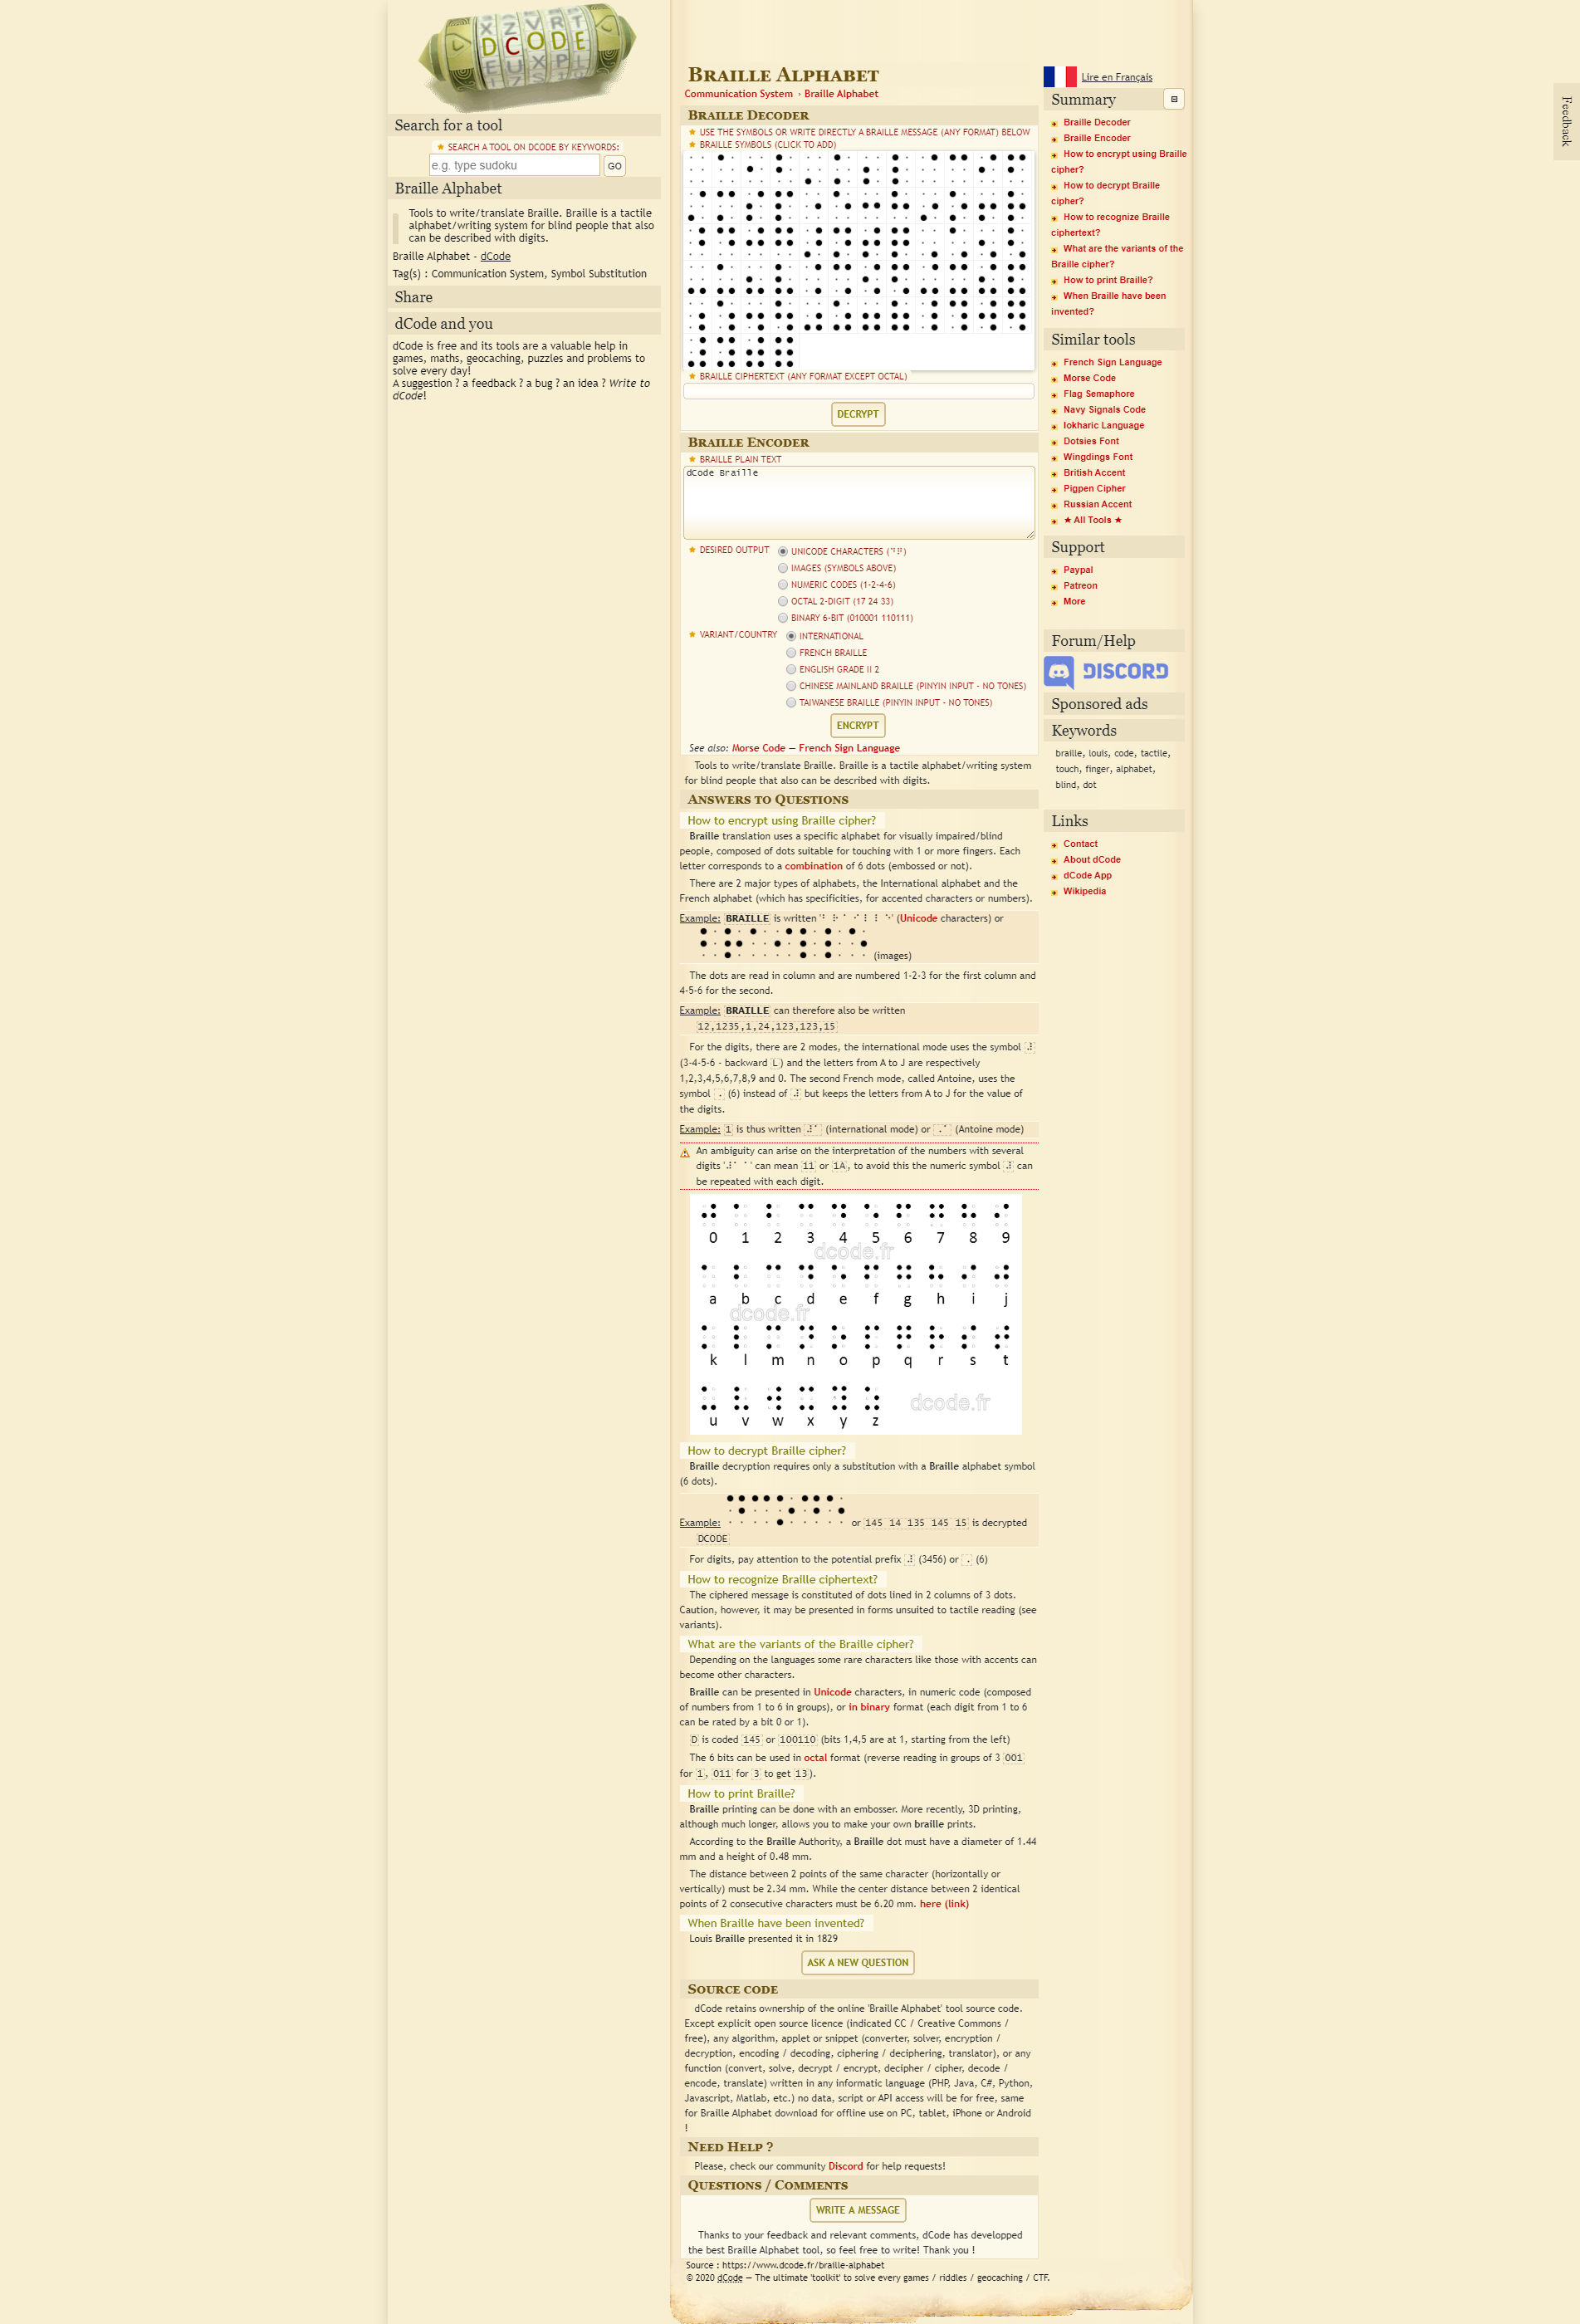 DCODE
Search for a tool
SEARCH A TOOL ON DCODE BY KEYWORDS:
e.g. type sudoku
GO
Braille Alphabet
Tools to write/translate Braille. Braille is a tactile
alphabet/writing system for blind people that also
can be described with digits.
Braille Alphabet - dCode
Tag(s) : Communication System, Symbol Substitution
Share
dCode and you
dCode is free and its tools are a valuable help in
games, maths, geocaching, puzzles and problems to
solve every day!
A suggestion ? a feedback ? a bug ? an idea ? Write to
dCode!
Braille Alphabet
Communication System › Braille Alphabet
Braille Decoder
USE THE SYMBOLS OR WRITE DIRECTLY A BRAILLE MESSAGE (ANY FORMAT) BELOW
BRAILLE SYMBOLS (CLICK TO ADD)
BRAILLE CIPHERTEXT (ANY FORMAT EXCEPT OCTAL)
DECRYPT
Braille Encoder
BRAILLE PLAIN TEXT
dCode Braille
DESIRED OUTPUT UNICODE CHARACTERS (⠙⠟)
IMAGES (SYMBOLS ABOVE)
NUMERIC CODES (1-2-4-6)
OCTAL 2-DIGIT (17 24 33)
BINARY 6-BIT (010001 110111)
VARIANT/COUNTRY INTERNATIONAL
FRENCH BRAILLE
ENGLISH GRADE II 2
CHINESE MAINLAND BRAILLE (PINYIN INPUT - NO TONES)
TAIWANESE BRAILLE (PINYIN INPUT - NO TONES)
ENCRYPT
See also: Morse Code — French Sign Language
Tools to write/translate Braille. Braille is a tactile alphabet/writing system
for blind people that also can be described with digits.
Answers to Questions
How to encrypt using Braille cipher?
Braille translation uses a specific alphabet for visually impaired/blind
people, composed of dots suitable for touching with 1 or more fingers. Each
letter corresponds to a combination of 6 dots (embossed or not).
There are 2 major types of alphabets, the International alphabet and the
French alphabet (which has specificities, for accented characters or numbers).
Example: BRAILLE is written '⠃⠗⠁⠊⠇⠇⠑' (Unicode characters) or
(images)
The dots are read in column and are numbered 1-2-3 for the first column and
4-5-6 for the second.
Example: BRAILLE can therefore also be written
12,1235,1,24,123,123,15
For the digits, there are 2 modes, the international mode uses the symbol ⠼
(3-4-5-6 - backward L) and the letters from A to J are respectively
1,2,3,4,5,6,7,8,9 and 0. The second French mode, called Antoine, uses the
symbol ⠠ (6) instead of ⠼ but keeps the letters from A to J for the value of
the digits.
Example: 1 is thus written ⠼⠁ (international mode) or ⠠⠁ (Antoine mode)
An ambiguity can arise on the interpretation of the numbers with several
digits '⠼⠁⠁' can mean 11 or 1A, to avoid this the numeric symbol ⠼ can
be repeated with each digit.
0 1 2 3 4 5 6 7 8 9
dcode.fr
a b c d e f g h i j
dcode.fr
k l m n o p q r s t
u v w x y z dcode.fr
How to decrypt Braille cipher?
Braille decryption requires only a substitution with a Braille alphabet symbol
(6 dots).
Example: or 145 14 135 145 15 is decrypted
DCODE
For digits, pay attention to the potential prefix ⠼ (3456) or ⠠ (6)
How to recognize Braille ciphertext?
The ciphered message is constituted of dots lined in 2 columns of 3 dots.
Caution, however, it may be presented in forms unsuited to tactile reading (see
variants).
What are the variants of the Braille cipher?
Depending on the languages some rare characters like those with accents can
become other characters.
Braille can be presented in Unicode characters, in numeric code (composed
of numbers from 1 to 6 in groups), or in binary format (each digit from 1 to 6
can be rated by a bit 0 or 1).
D is coded 145 or 100110 (bits 1,4,5 are at 1, starting from the left)
The 6 bits can be used in octal format (reverse reading in groups of 3 001
for 1, 011 for 3 to get 13).
How to print Braille?
Braille printing can be done with an embosser. More recently, 3D printing,
although much longer, allows you to make your own braille prints.
According to the Braille Authority, a Braille dot must have a diameter of 1.44
mm and a height of 0.48 mm.
The distance between 2 points of the same character (horizontally or
vertically) must be 2.34 mm. While the center distance between 2 identical
points of 2 consecutive characters must be 6.20 mm. here (link)
When Braille have been invented?
Louis Braille presented it in 1829
ASK A NEW QUESTION
Source code
dCode retains ownership of the online 'Braille Alphabet' tool source code.
Except explicit open source licence (indicated CC / Creative Commons /
free), any algorithm, applet or snippet (converter, solver, encryption /
decryption, encoding / decoding, ciphering / deciphering, translator), or any
function (convert, solve, decrypt / encrypt, decipher / cipher, decode /
encode, translate) written in any informatic language (PHP, Java, C#, Python,
Javascript, Matlab, etc.) no data, script or API access will be for free, same
for Braille Alphabet download for offline use on PC, tablet, iPhone or Android
!
Need Help ?
Please, check our community Discord for help requests!
Questions / Comments
WRITE A MESSAGE
Thanks to your feedback and relevant comments, dCode has developped
the best Braille Alphabet tool, so feel free to write! Thank you !
Source : https://www.dcode.fr/braille-alphabet
© 2020 dCode — The ultimate 'toolkit' to solve every games / riddles / geocaching / CTF.
Lire en Français
Summary
Braille Decoder
Braille Encoder
How to encrypt using Braille
cipher?
How to decrypt Braille
cipher?
How to recognize Braille
ciphertext?
What are the variants of the
Braille cipher?
How to print Braille?
When Braille have been
invented?
Similar tools
French Sign Language
Morse Code
Flag Semaphore
Navy Signals Code
Iokharic Language
Dotsies Font
Wingdings Font
British Accent
Pigpen Cipher
Russian Accent
★ All Tools ★
Support
Paypal
Patreon
More
Forum/Help
DISCORD
Sponsored ads
Keywords
braille, louis, code, tactile,
touch, finger, alphabet,
blind, dot
Links
Contact
About dCode
dCode App
Wikipedia
Feedback